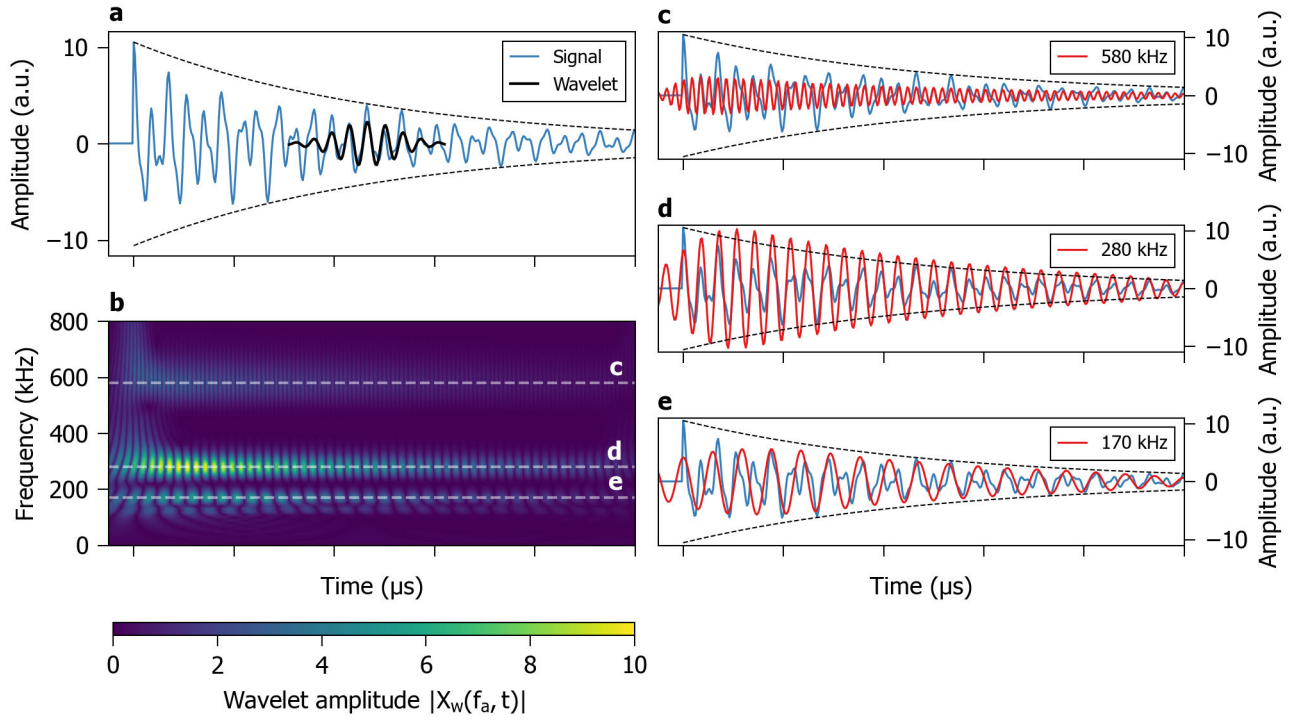 a
Amplitude (a.u.)
10
0
−10
Signal
Wavelet
b
Frequency (kHz)
800
600
400
200
0
c
d
e
Time (μs)
0 2 4 6 8 10
Wavelet amplitude |X_w(f_a, t)|
c
580 kHz
10
0
−10
Amplitude (a.u.)
d
280 kHz
10
0
−10
Amplitude (a.u.)
e
170 kHz
10
0
−10
Amplitude (a.u.)
Time (μs)